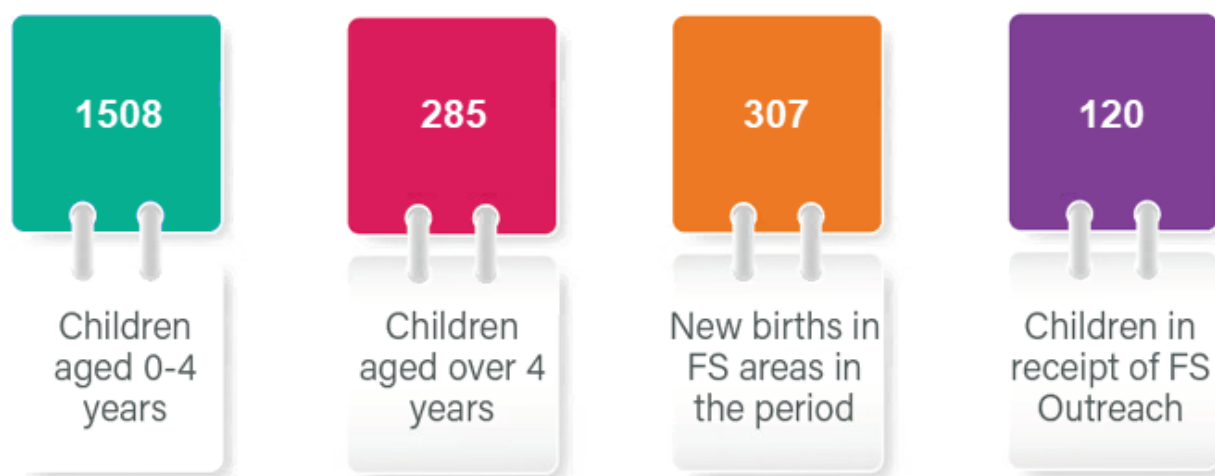 1508
Children
aged 0-4
years
285
Children
aged over 4
years
307
New births in
FS areas in
the period
120
Children in
receipt of FS
Outreach